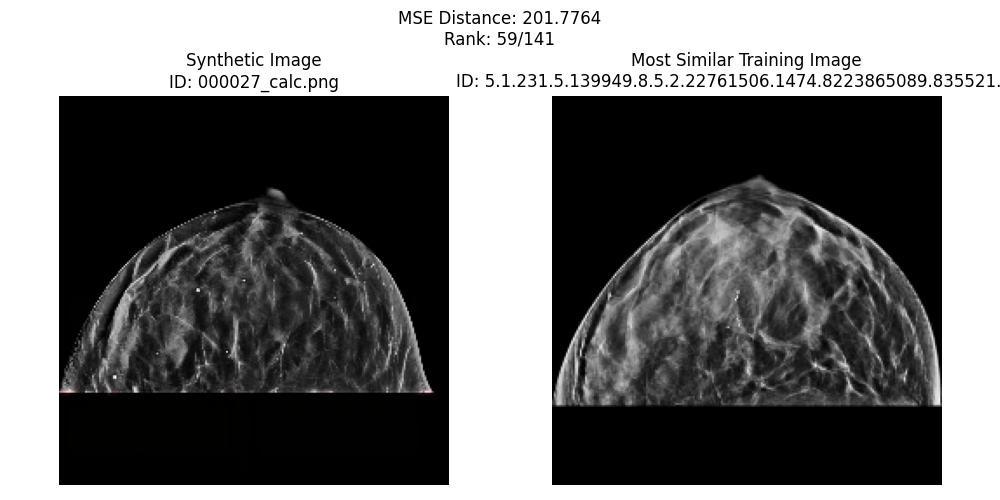 MSE Distance: 201.7764
Rank: 59/141
Synthetic Image
ID: 000027_calc.png
Most Similar Training Image
ID: 5.1.231.5.139949.8.5.2.22761506.1474.8223865089.835521.